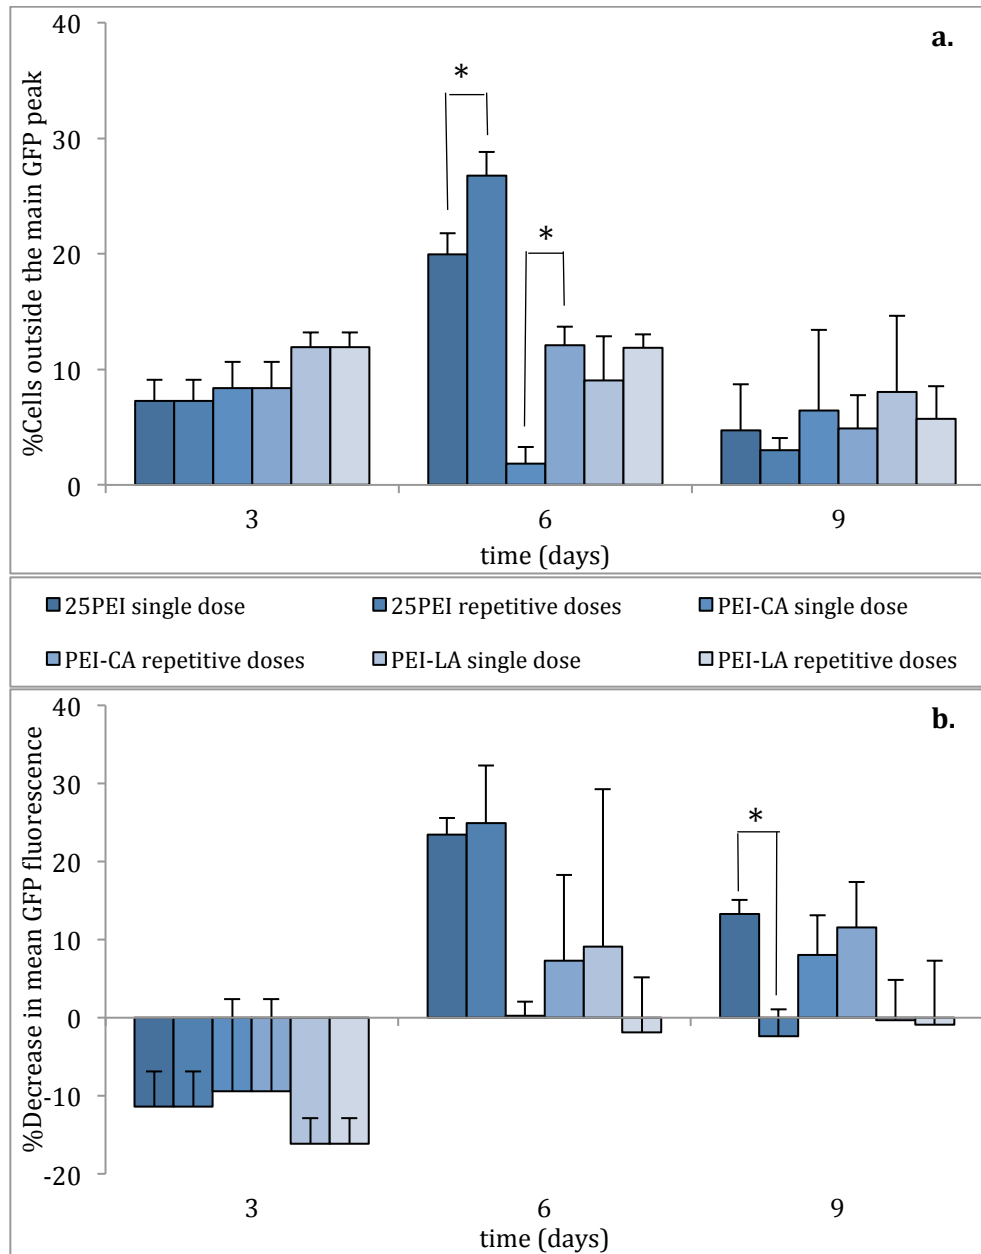 a.
%Cells outside the main GFP peak
40
30
20
10
0
*
*
3 6 9
time (days)
25PEI single dose 25PEI repetitive doses PEI-CA single dose
PEI-CA repetitive doses PEI-LA single dose PEI-LA repetitive doses
b.
%Decrease in mean GFP fluorescence
40
30
20
10
0
-10
-20
*
3 6 9
time (days)